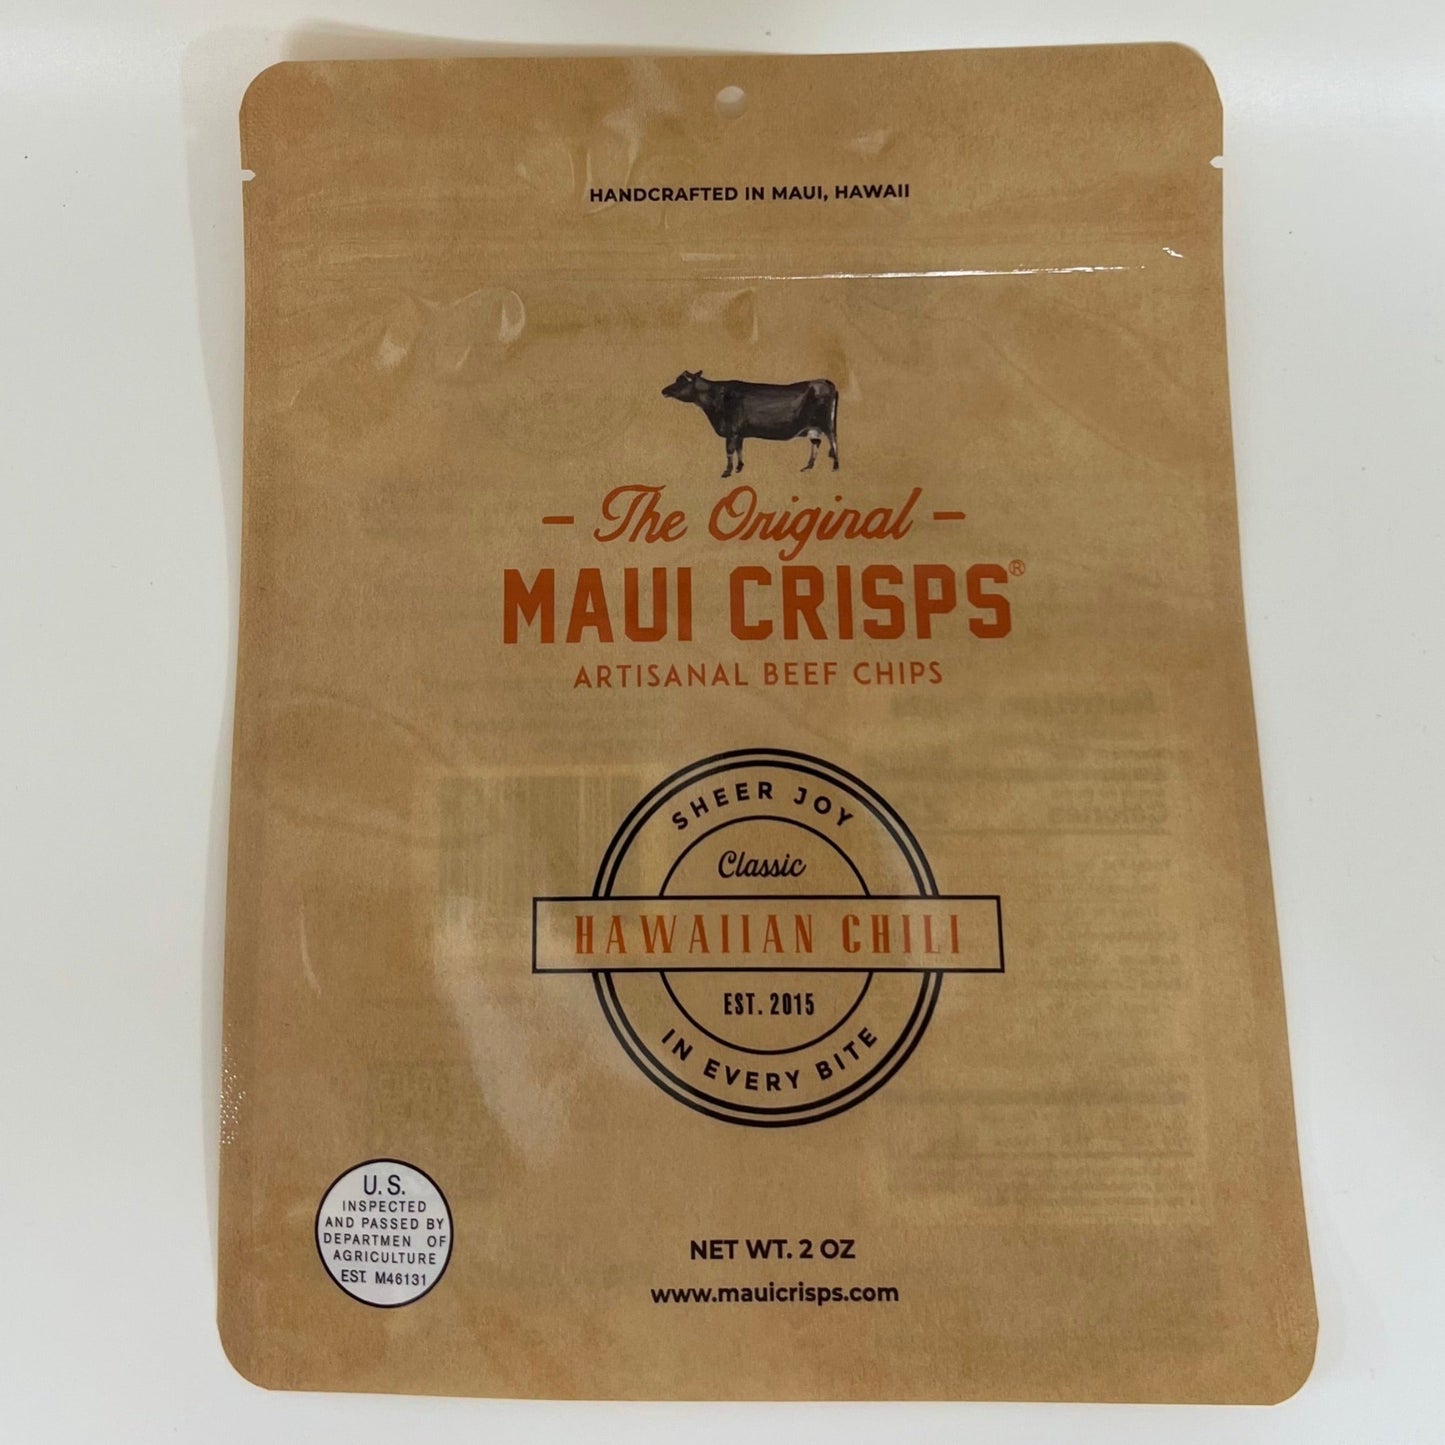 HANDCRAFTED IN MAUI, HAWAII
- The Original -
MAUI CRISPS®
ARTISANAL BEEF CHIPS
SHEER JOY
Classic
HAWAIIAN CHILI
EST. 2015
IN EVERY BITE
U. S.
INSPECTED
AND PASSED BY
DEPARTMEN OF
AGRICULTURE
EST. M46131
NET WT. 2 OZ
www.mauicrisps.com